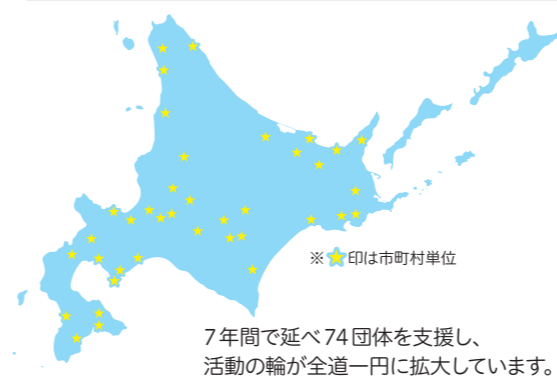 ※★印は市町村単位
7年間で延べ74団体を支援し、
活動の輪が全道一円に拡大しています。